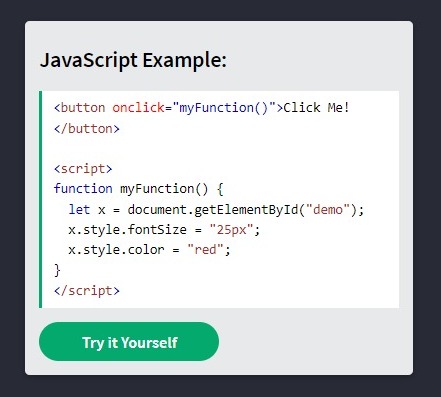 JavaScript Example:
<button onclick="myFunction()">Click Me!
</button>
<script>
function myFunction() {
  let x = document.getElementById("demo");
  x.style.fontSize = "25px";
  x.style.color = "red";
}
</script>
Try it Yourself